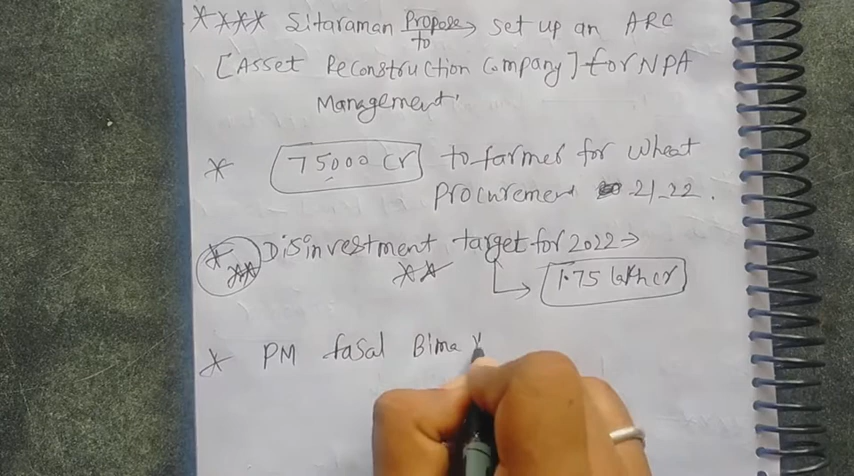 **** Sitaraman Propose to → set up an ARC
[Asset Reconstruction Company] for NPA
Management.
* 75000 cr to farmer for wheat
Procurement 21-22.
*** Disinvestment target for 2022 →
** 1.75 lakh cr
* PM fasal Bima Y